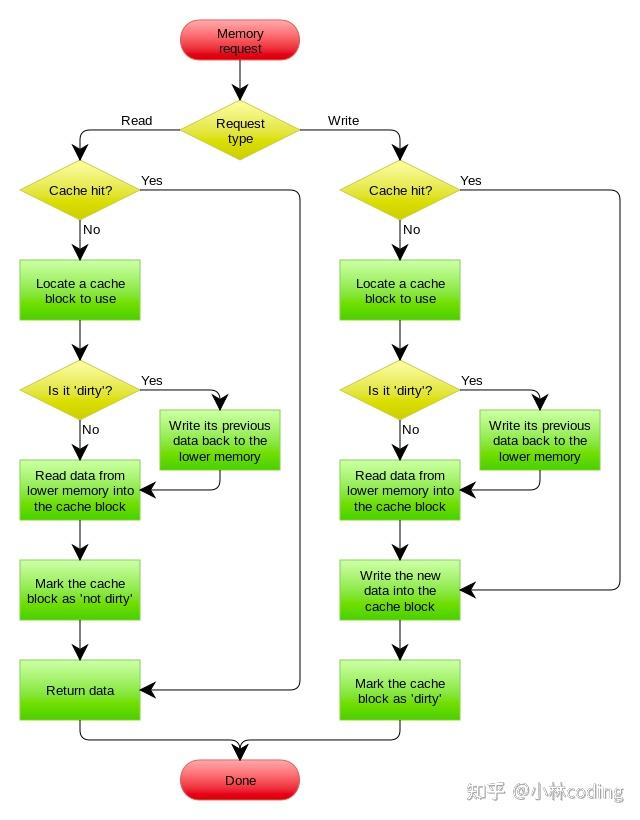 Memory
request
Request
type
Read
Write
Cache hit?
Yes
No
Locate a cache
block to use
Is it 'dirty'?
Yes
No
Write its previous
data back to the
lower memory
Read data from
lower memory into
the cache block
Mark the cache
block as 'not dirty'
Return data
Cache hit?
Yes
No
Locate a cache
block to use
Is it 'dirty'?
Yes
No
Write its previous
data back to the
lower memory
Read data from
lower memory into
the cache block
Write the new
data into the
cache block
Mark the cache
block as 'dirty'
Done
知乎 @小林coding